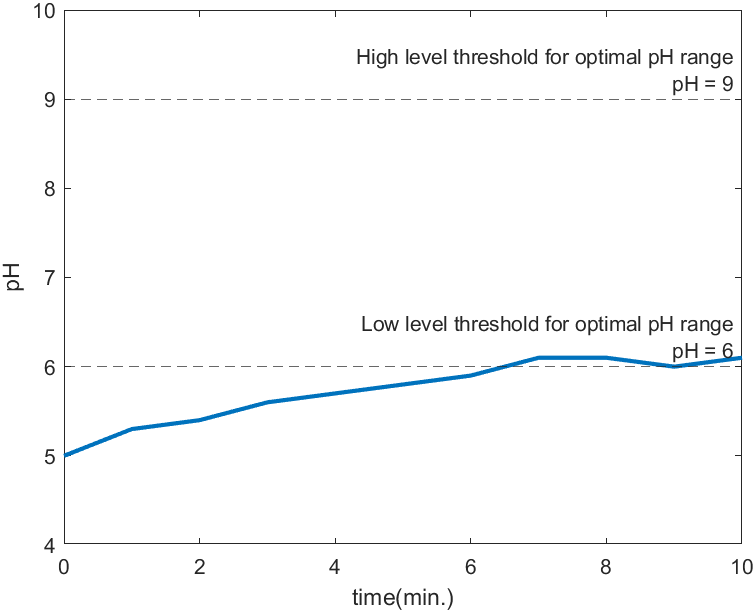 10
High level threshold for optimal pH range
pH = 9
9
8
7
pH
Low level threshold for optimal pH range
pH = 6
6
5
4
0
2
4
6
8
10
time(min.)